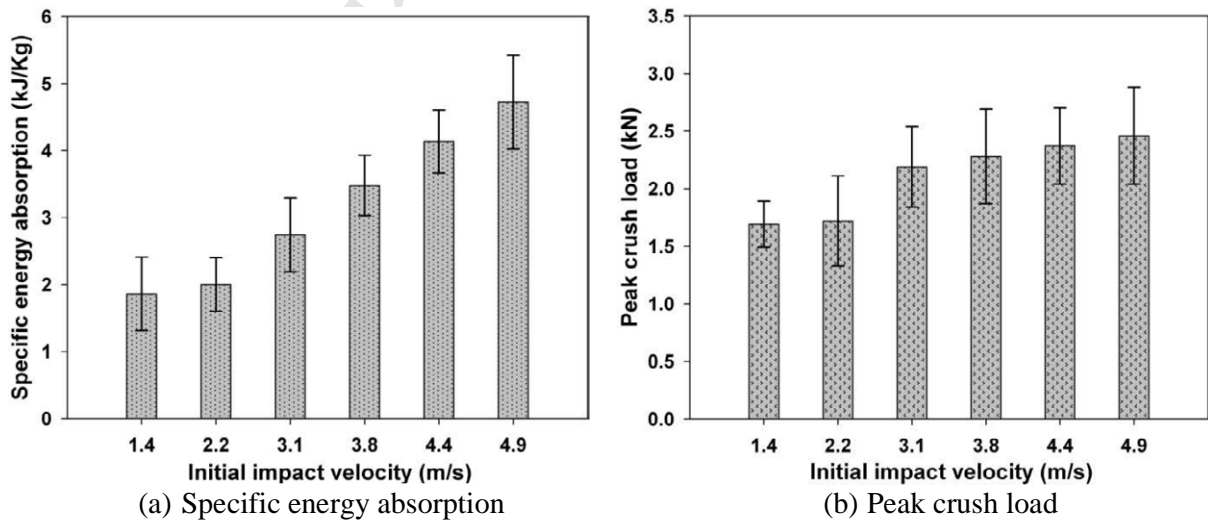 Specific energy absorption (kJ/Kg)
6
5
4
3
2
1
0
1.4 2.2 3.1 3.8 4.4 4.9
Initial impact velocity (m/s)
(a) Specific energy absorption
Peak crush load (kN)
3.5
3.0
2.5
2.0
1.5
1.0
0.5
0.0
1.4 2.2 3.1 3.8 4.4 4.9
Initial impact velocity (m/s)
(b) Peak crush load